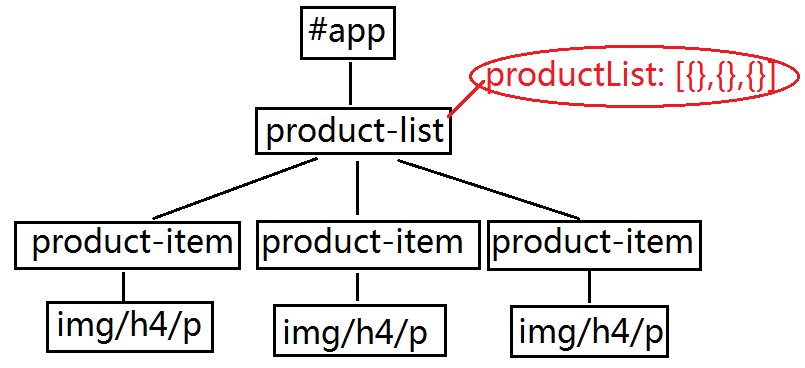 #app
productList: [{},{},{}]
product-list
product-item
product-item
product-item
img/h4/p
img/h4/p
img/h4/p